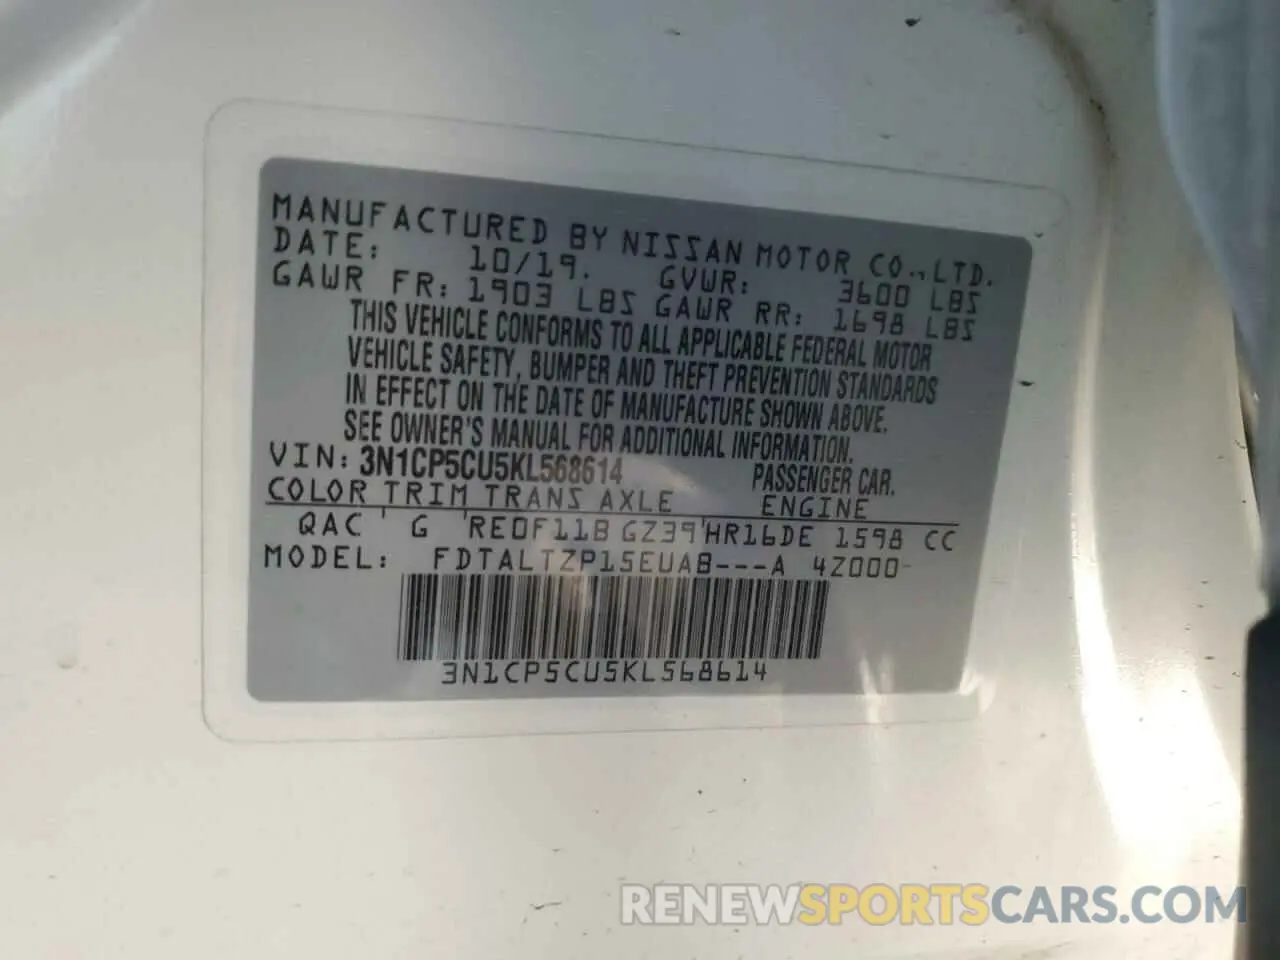 MANUFACTURED BY NISSAN MOTOR CO., LTD.
DATE: 10/19. GVWR: 3600 LBS
GAWR FR: 1903 LBS GAWR RR: 1698 LBS
THIS VEHICLE CONFORMS TO ALL APPLICABLE FEDERAL MOTOR
VEHICLE SAFETY, BUMPER AND THEFT PREVENTION STANDARDS
IN EFFECT ON THE DATE OF MANUFACTURE SHOWN ABOVE.
SEE OWNER'S MANUAL FOR ADDITIONAL INFORMATION.
VIN: 3N1CP5CU5KL568614 PASSENGER CAR.
COLOR TRIM TRANS AXLE ENGINE
QAC ' G ' RE0F11B GZ39 ' HR16DE 1598 CC
MODEL: FDTALTZP15EUAB---A 4Z000-
3N1CP5CU5KL568614
RENEWSPORTSCARS.COM